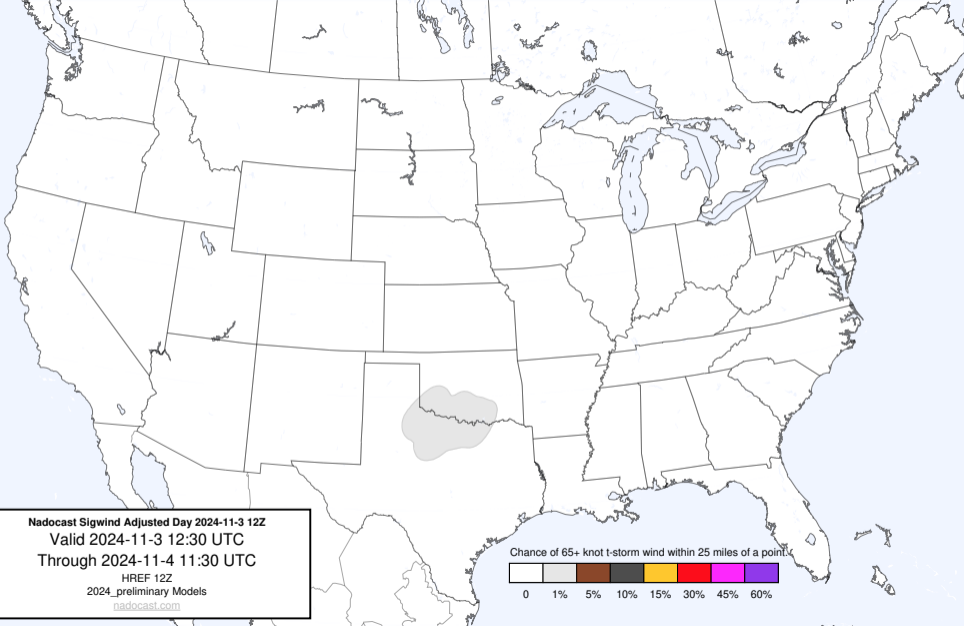 Nadocast Sigwind Adjusted Day 2024-11-3 12Z
Valid 2024-11-3 12:30 UTC
Through 2024-11-4 11:30 UTC
HREF 12Z
2024_preliminary Models
nadocast.com
Chance of 65+ knot t-storm wind within 25 miles of a point.
0 1% 5% 10% 15% 30% 45% 60%